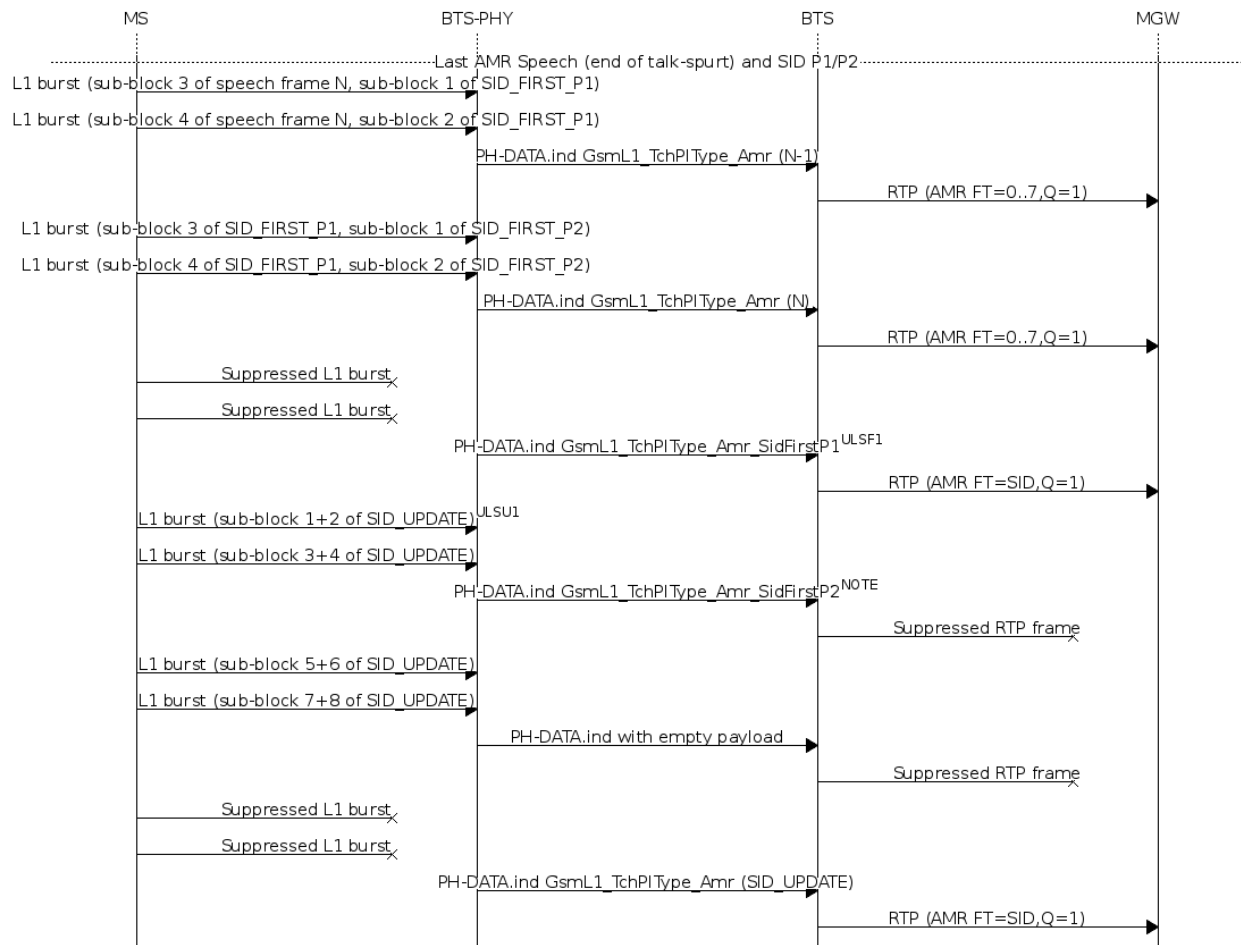 MS BTS-PHY BTS MGW
Last AMR Speech (end of talk-spurt) and SID P1/P2
L1 burst (sub-block 3 of speech frame N, sub-block 1 of SID_FIRST_P1)
L1 burst (sub-block 4 of speech frame N, sub-block 2 of SID_FIRST_P1)
PH-DATA.ind GsmL1_TchPlType_Amr (N-1)
RTP (AMR FT=0..7,Q=1)
L1 burst (sub-block 3 of SID_FIRST_P1, sub-block 1 of SID_FIRST_P2)
L1 burst (sub-block 4 of SID_FIRST_P1, sub-block 2 of SID_FIRST_P2)
PH-DATA.ind GsmL1_TchPlType_Amr (N)
RTP (AMR FT=0..7,Q=1)
Suppressed L1 burst
Suppressed L1 burst
PH-DATA.ind GsmL1_TchPlType_Amr_SidFirstP1 ULSF1
RTP (AMR FT=SID,Q=1)
L1 burst (sub-block 1+2 of SID_UPDATE) ULSU1
L1 burst (sub-block 3+4 of SID_UPDATE)
PH-DATA.ind GsmL1_TchPlType_Amr_SidFirstP2 NOTE
Suppressed RTP frame
L1 burst (sub-block 5+6 of SID_UPDATE)
L1 burst (sub-block 7+8 of SID_UPDATE)
PH-DATA.ind with empty payload
Suppressed RTP frame
Suppressed L1 burst
Suppressed L1 burst
PH-DATA.ind GsmL1_TchPlType_Amr (SID_UPDATE)
RTP (AMR FT=SID,Q=1)